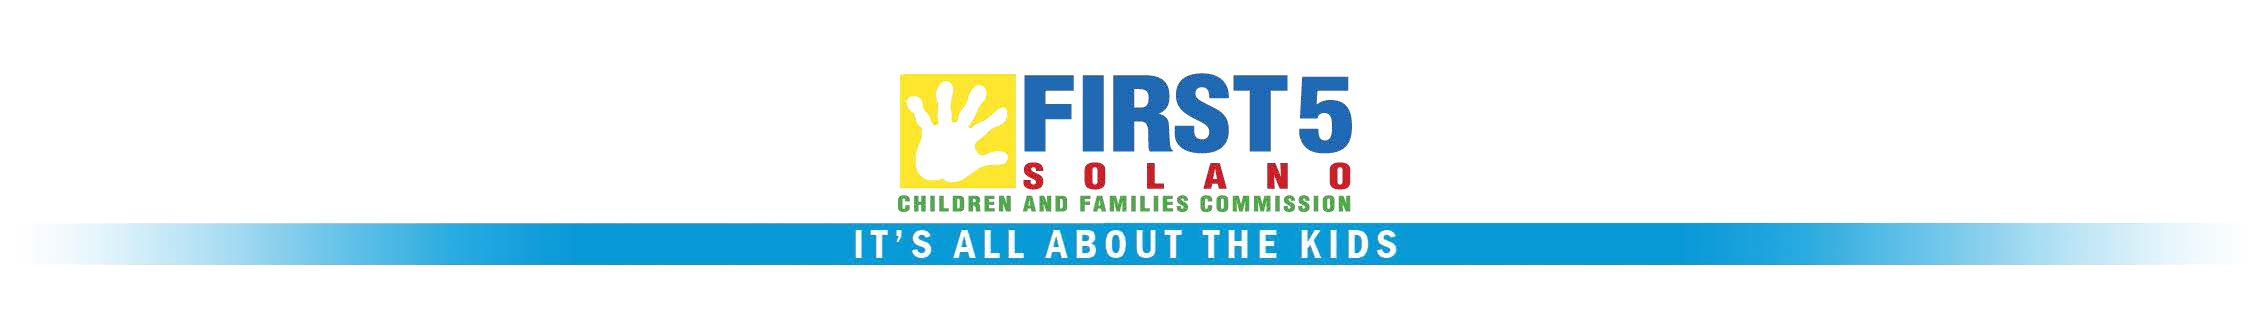 FIRST 5
SOLANO
CHILDREN AND FAMILIES COMMISSION
IT'S ALL ABOUT THE KIDS